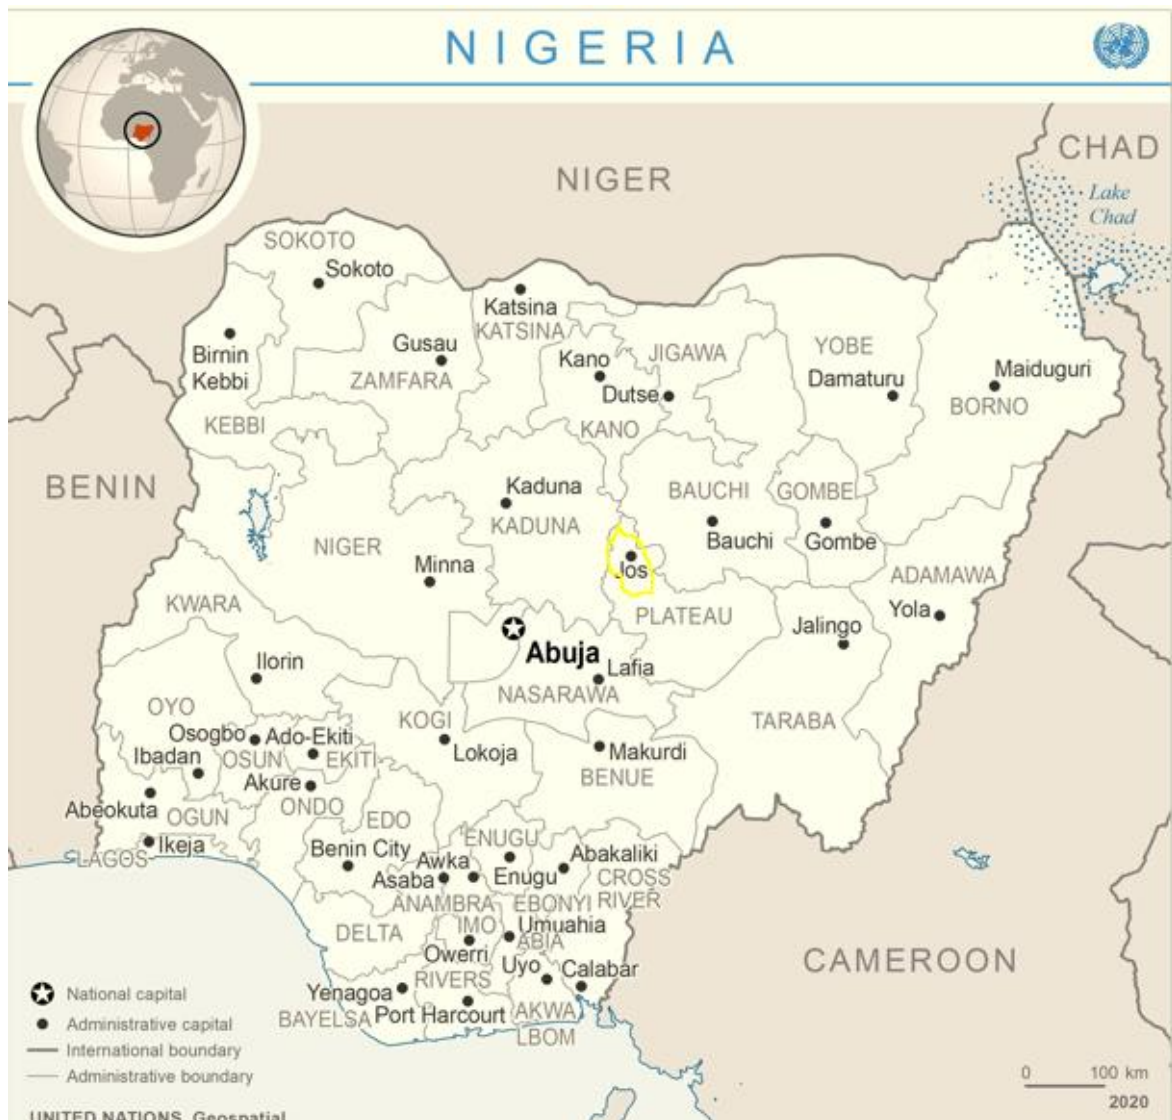 NIGERIA
CHAD
NIGER
Lake
Chad
SOKOTO
Sokoto
Katsina
KATSINA
Gusau
ZAMFARA
Birnin
Kebbi
KEBBI
Kano
JIGAWA
Dutse
KANO
YOBE
Damaturu
Maiduguri
BORNO
BENIN
Kaduna
KADUNA
BAUCHI
GOMBE
Bauchi
Gombe
NIGER
Minna
Jos
ADAMAWA
KWARA
PLATEAU
Yola
Jalingo
Abuja
Ilorin
Lafia
NASARAWA
OYO
KOGI
TARABA
Osogbo
Ado-Ekiti
Ibadan
OSUN
EKITI
Lokoja
Makurdi
BENUE
Akure
Abeokuta
OGUN
ONDO
EDO
ENUGU
Ikeja
LAGOS
Benin City
Awka
Abakaliki
Asaba
Enugu
CROSS
RIVER
ANAMBRA
EBONYI
DELTA
IMO
Umuahia
ABIA
Owerri
Uyo
Calabar
CAMEROON
RIVERS
Yenagoa
BAYELSA
Port Harcourt
AKWA
LBOM
National capital
Administrative capital
International boundary
Administrative boundary
0 100 km
2020
UNITED NATIONS Geospatial